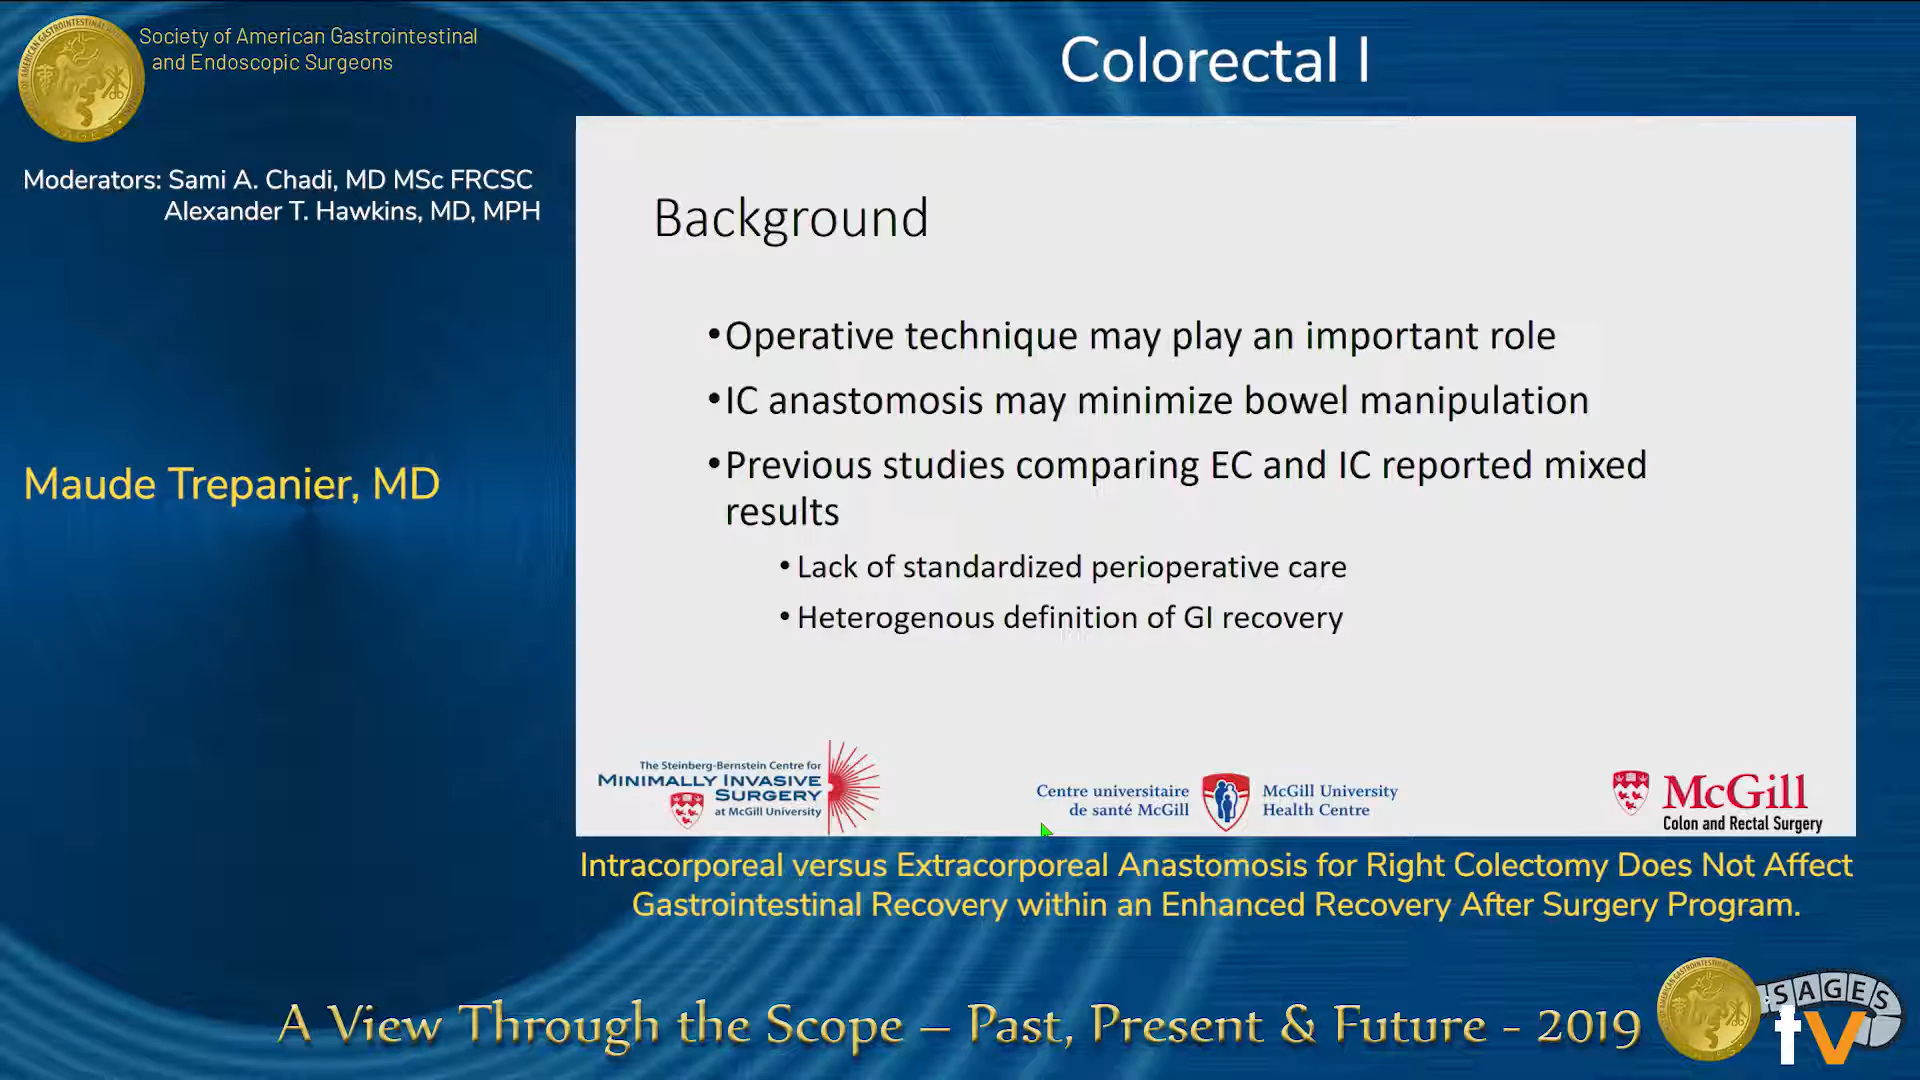 Society of American Gastrointestinal
and Endoscopic Surgeons
Colorectal I
Moderators: Sami A. Chadi, MD MSc FRCSC
Alexander T. Hawkins, MD, MPH
Maude Trepanier, MD
Background
•Operative technique may play an important role
•IC anastomosis may minimize bowel manipulation
•Previous studies comparing EC and IC reported mixed
results
•Lack of standardized perioperative care
•Heterogenous definition of GI recovery
The Steinberg-Bernstein Centre for
MINIMALLY INVASIVE
SURGERY
at McGill University
Centre universitaire
de santé McGill
McGill University
Health Centre
McGill
Colon and Rectal Surgery
Intracorporeal versus Extracorporeal Anastomosis for Right Colectomy Does Not Affect
Gastrointestinal Recovery within an Enhanced Recovery After Surgery Program.
A View Through the Scope – Past, Present & Future - 2019
SAGES
tv